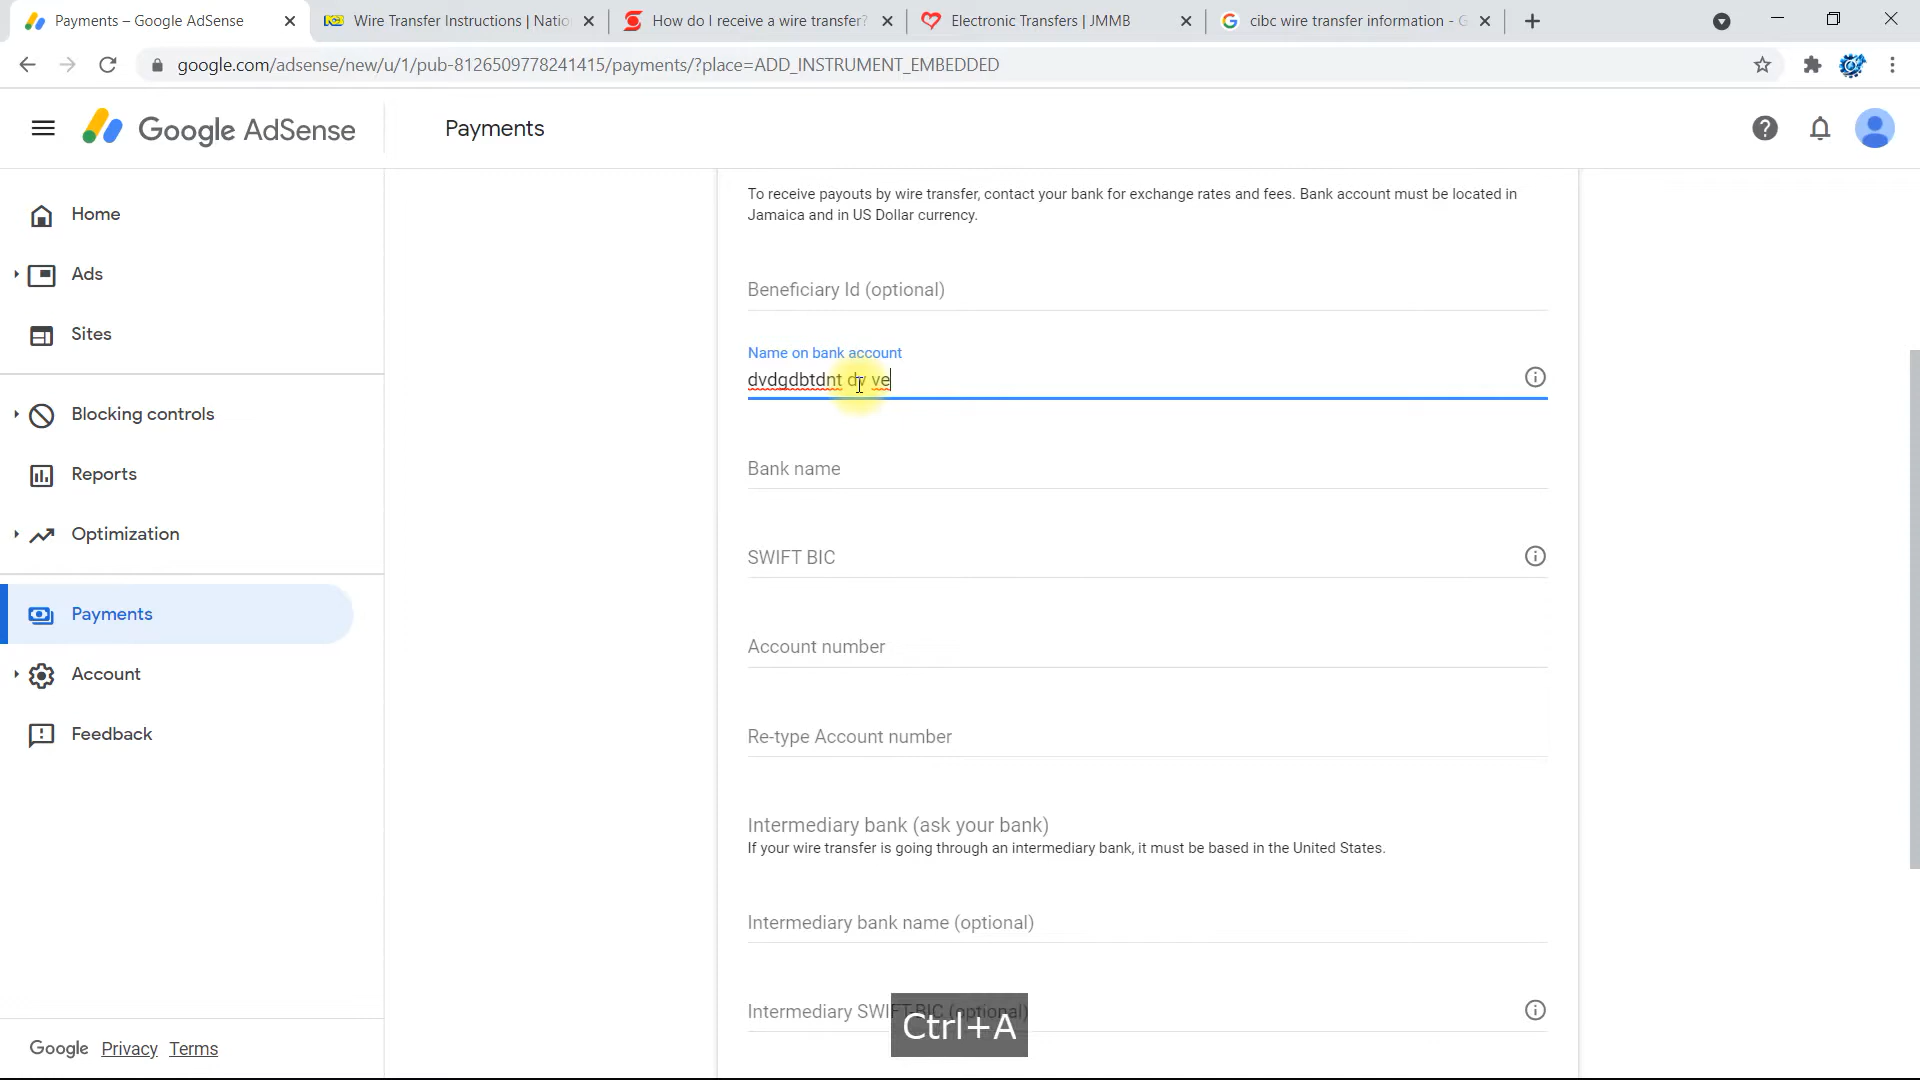 Payments – Google AdSense
Wire Transfer Instructions | Natio
How do I receive a wire transfer?
Electronic Transfers | JMMB
cibc wire transfer information - G
google.com/adsense/new/u/1/pub-8126509778241415/payments/?place=ADD_INSTRUMENT_EMBEDDED
Google AdSense
Payments
To receive payouts by wire transfer, contact your bank for exchange rates and fees. Bank account must be located in
Jamaica and in US Dollar currency.
Home
Ads
Sites
Blocking controls
Reports
Optimization
Payments
Account
Feedback
Beneficiary Id (optional)
Name on bank account
dvdgdbtdnt dv ve
Bank name
SWIFT BIC
Account number
Re-type Account number
Intermediary bank (ask your bank)
If your wire transfer is going through an intermediary bank, it must be based in the United States.
Intermediary bank name (optional)
Intermediary SWIFT BIC (optional)
Ctrl+A
Google Privacy Terms